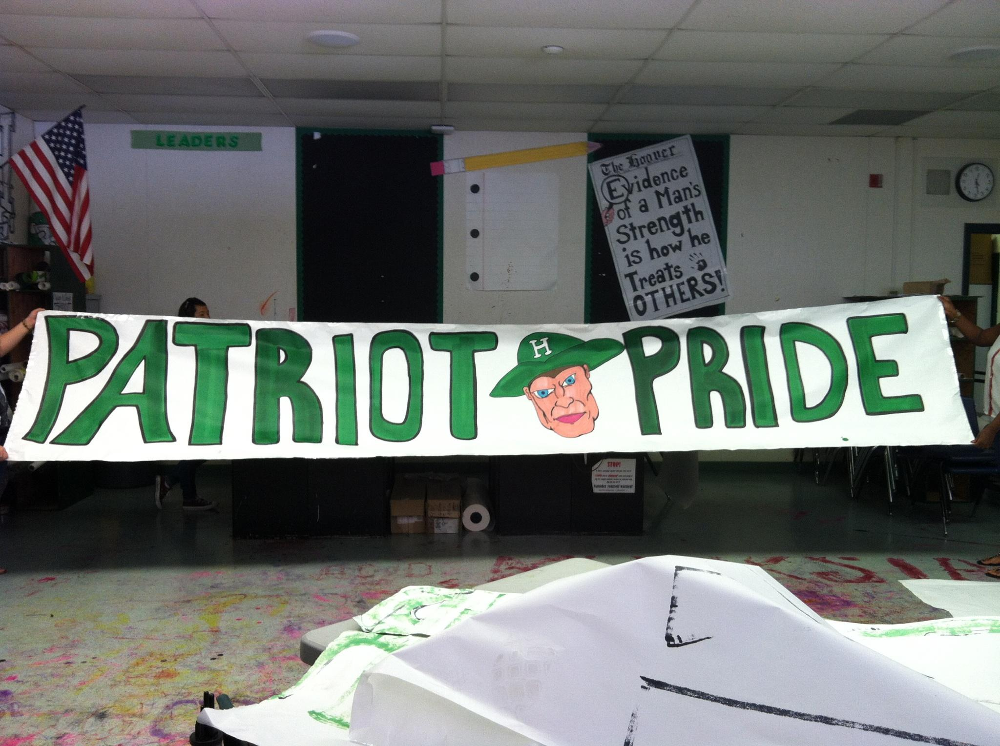 LEADERS
The Hoover
Evidence
of a Man's
Strength
is how he
Treats
OTHERS!
PATRIOT PRIDE
H
STOP!
Consider yourself warned!